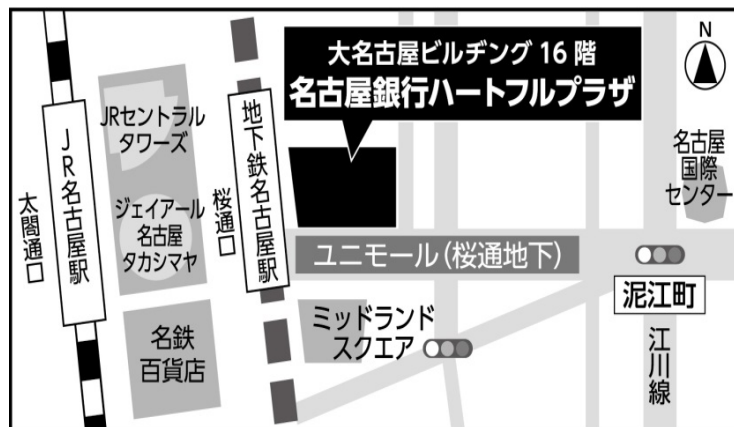 大名古屋ビルヂング 16 階
名古屋銀行ハートフルプラザ
N
JRセントラル
タワーズ
JR名古屋駅
太閤通口
ジェイアール
名古屋
タカシマヤ
桜通口
地下鉄名古屋駅
名古屋
国際
センター
ユニモール(桜通地下)
泥江町
ミッドランド
スクエア
名鉄
百貨店
江川線